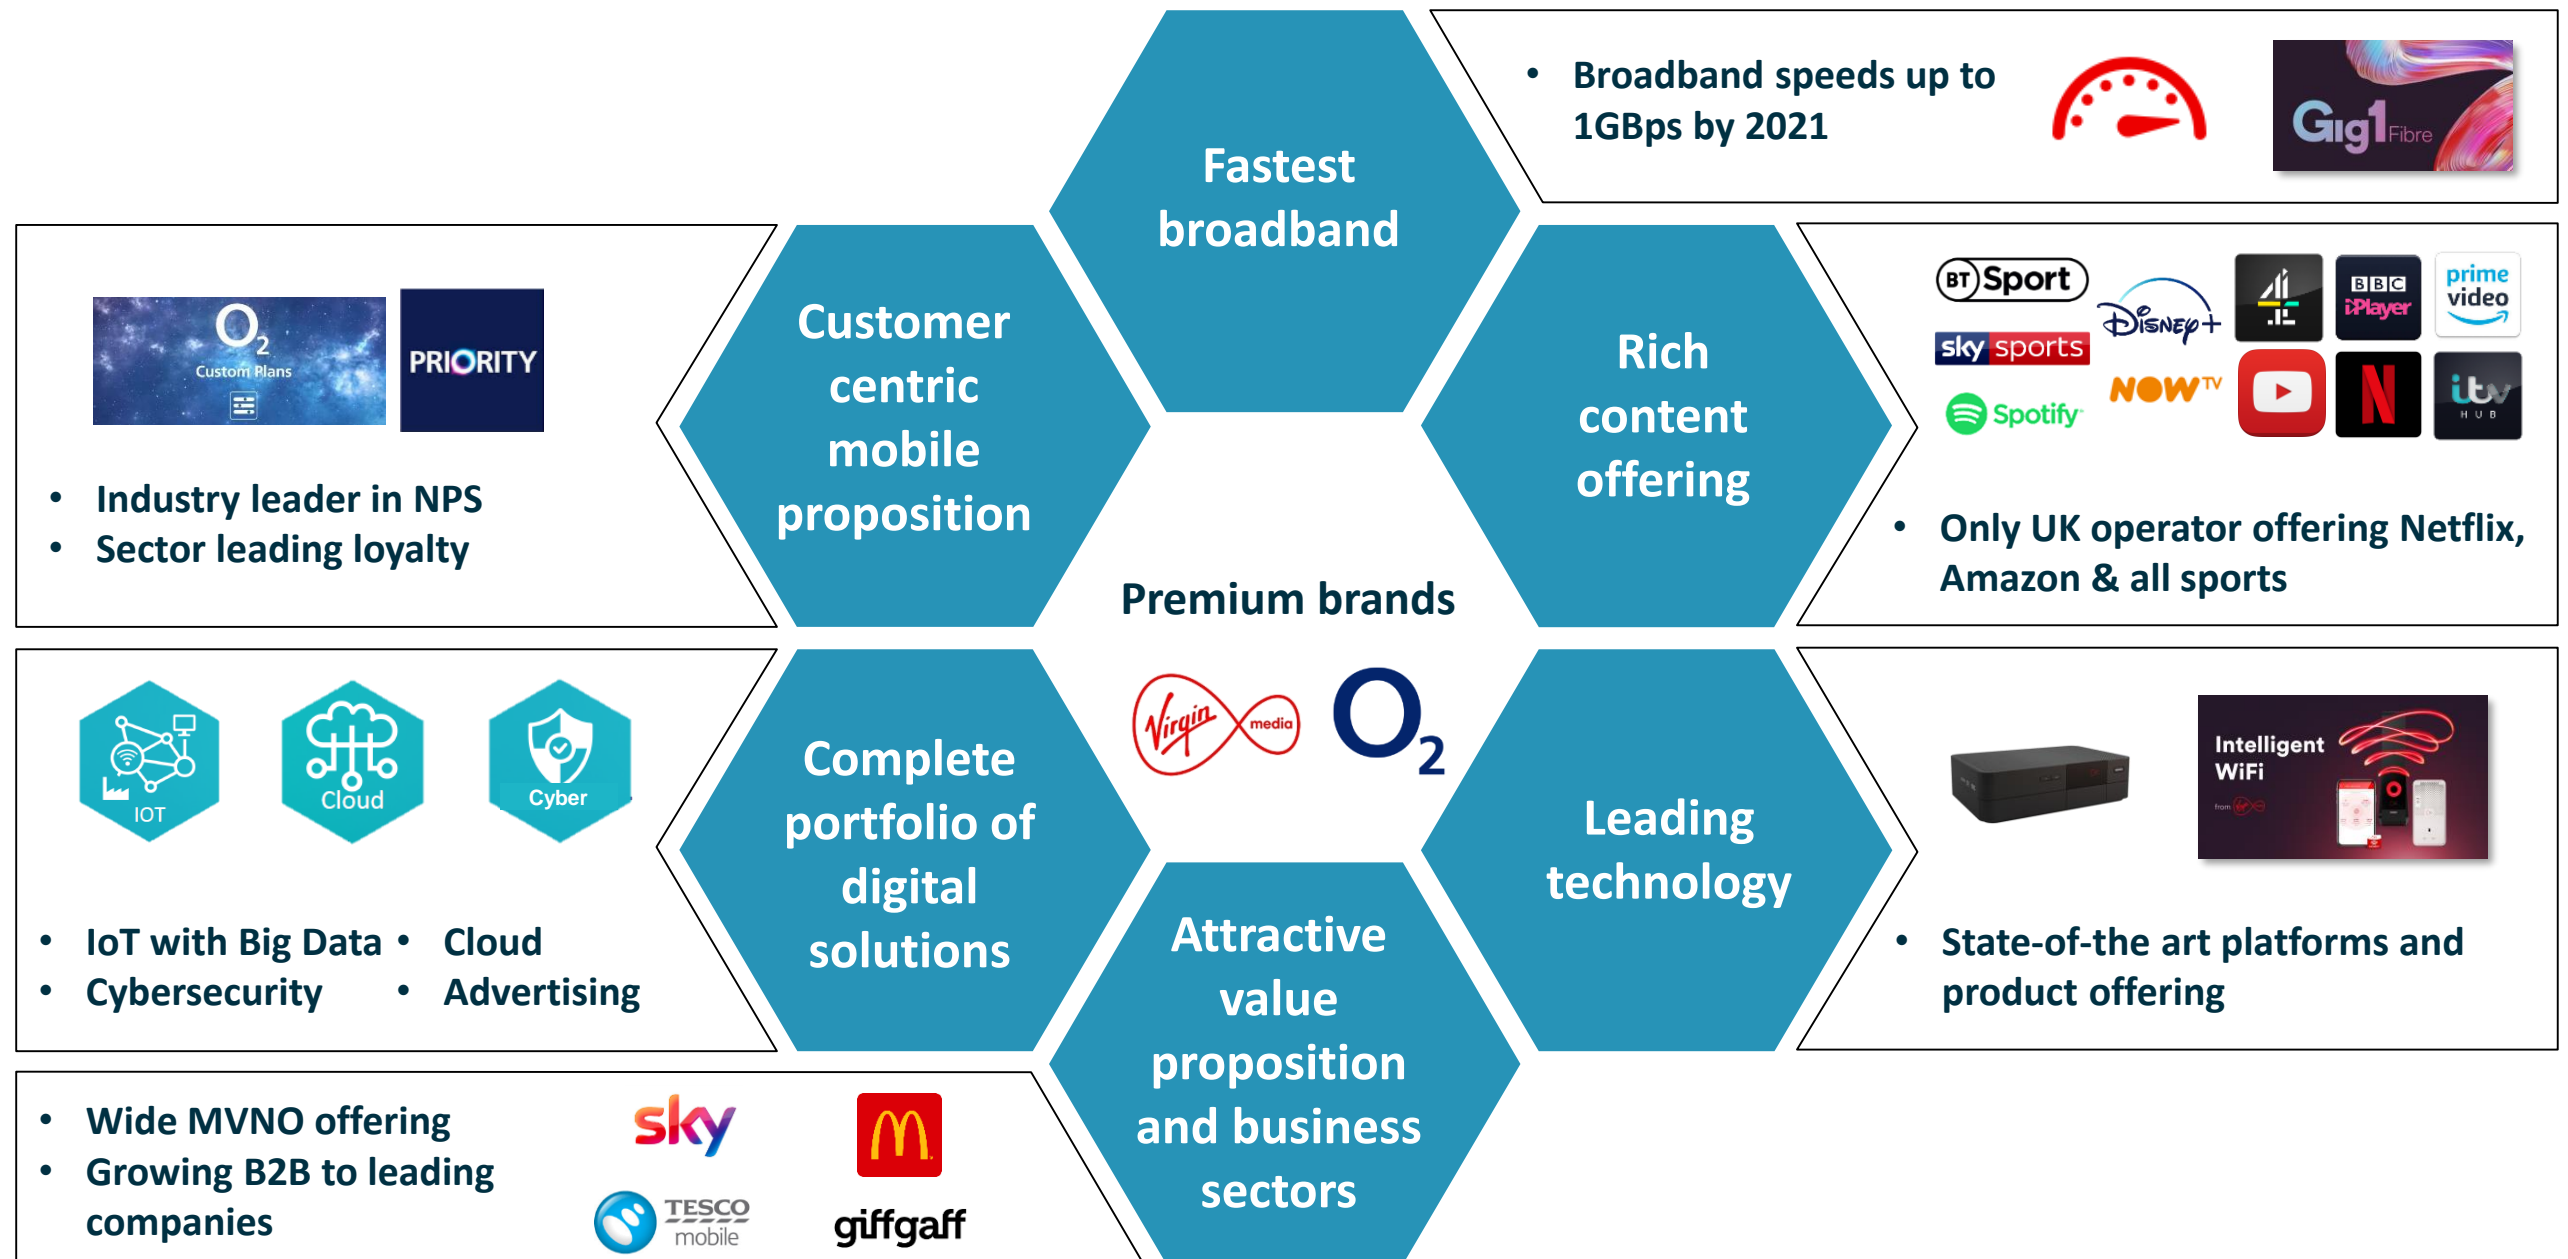 Fastest
broadband
• Broadband speeds up to
1GBps by 2021
Gig1 Fibre
O2
Custom Plans
PRIORITY
• Industry leader in NPS
• Sector leading loyalty
Customer
centric
mobile
proposition
Rich
content
offering
BT Sport
DISNEY+
4
BBC
iPlayer
prime
video
sky sports
NOW TV
Spotify
N
itv
HUB
• Only UK operator offering Netflix,
Amazon & all sports
Premium brands
Virgin media
O2
IOT
Cloud
Cyber
• IoT with Big Data
• Cloud
• Cybersecurity
• Advertising
Complete
portfolio of
digital
solutions
Leading
technology
Intelligent
WiFi
from Virgin
• State-of-the art platforms and
product offering
Attractive
value
proposition
and business
sectors
• Wide MVNO offering
• Growing B2B to leading
companies
sky
M
TESCO
mobile
giffgaff